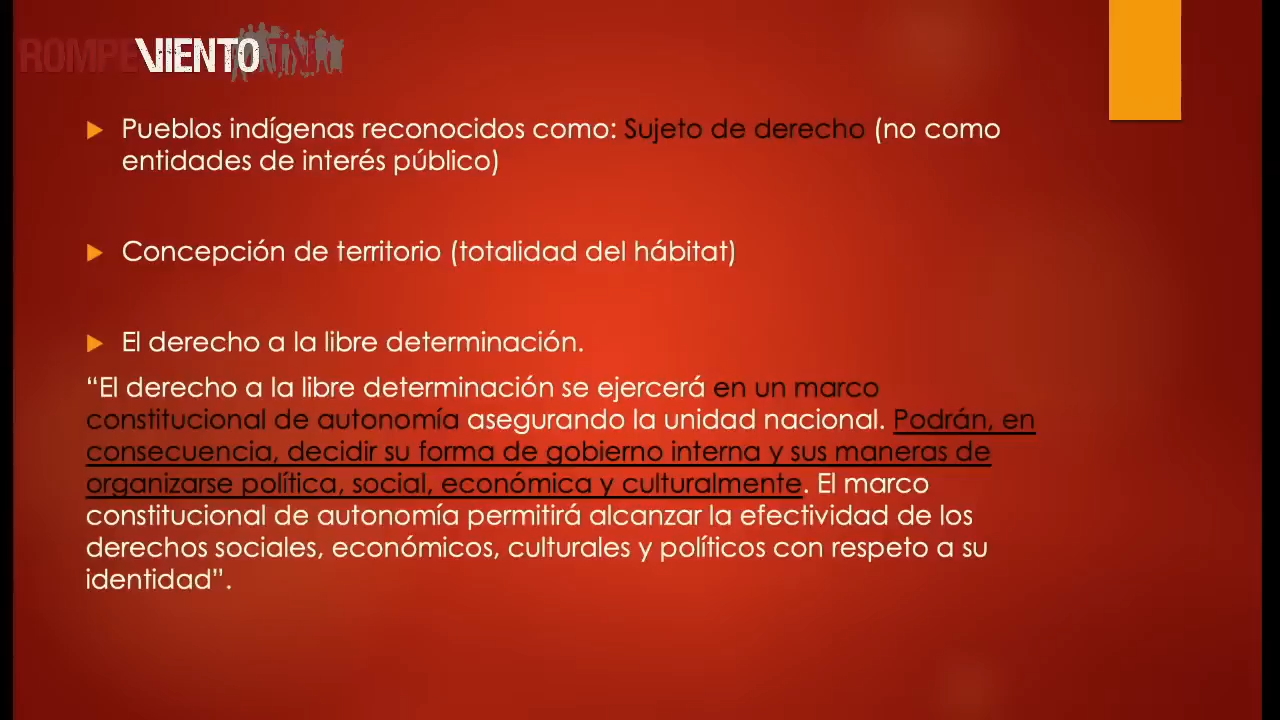 ROMPEVIENTO TV
Pueblos indígenas reconocidos como: Sujeto de derecho (no como
entidades de interés público)
Concepción de territorio (totalidad del hábitat)
El derecho a la libre determinación.
“El derecho a la libre determinación se ejercerá en un marco
constitucional de autonomía asegurando la unidad nacional. Podrán, en
consecuencia, decidir su forma de gobierno interna y sus maneras de
organizarse política, social, económica y culturalmente. El marco
constitucional de autonomía permitirá alcanzar la efectividad de los
derechos sociales, económicos, culturales y políticos con respeto a su
identidad”.